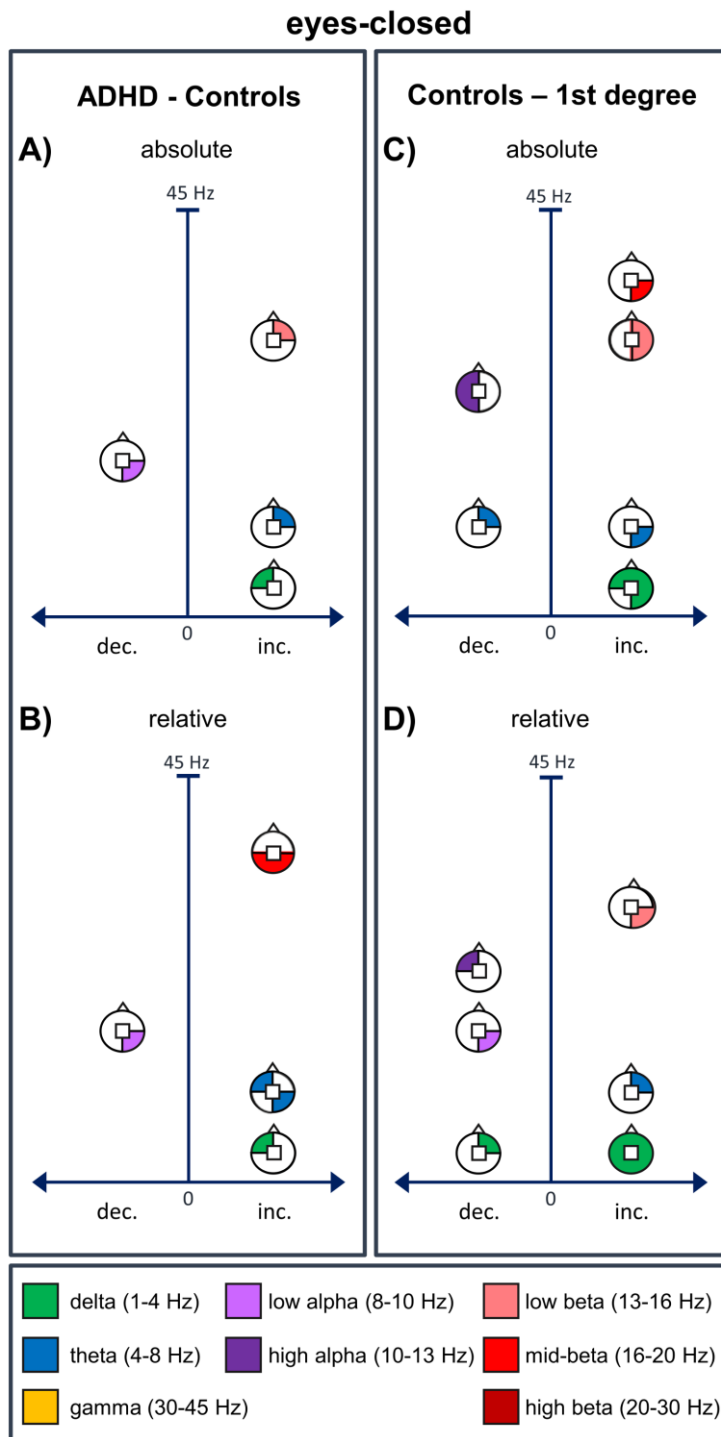 eyes-closed
ADHD - Controls
A)
absolute
45 Hz
dec.
0
inc.
B)
relative
45 Hz
dec.
0
inc.
Controls – 1st degree
C)
absolute
45 Hz
dec.
0
inc.
D)
relative
45 Hz
dec.
0
inc.
delta (1-4 Hz)
low alpha (8-10 Hz)
low beta (13-16 Hz)
theta (4-8 Hz)
high alpha (10-13 Hz)
mid-beta (16-20 Hz)
gamma (30-45 Hz)
high beta (20-30 Hz)